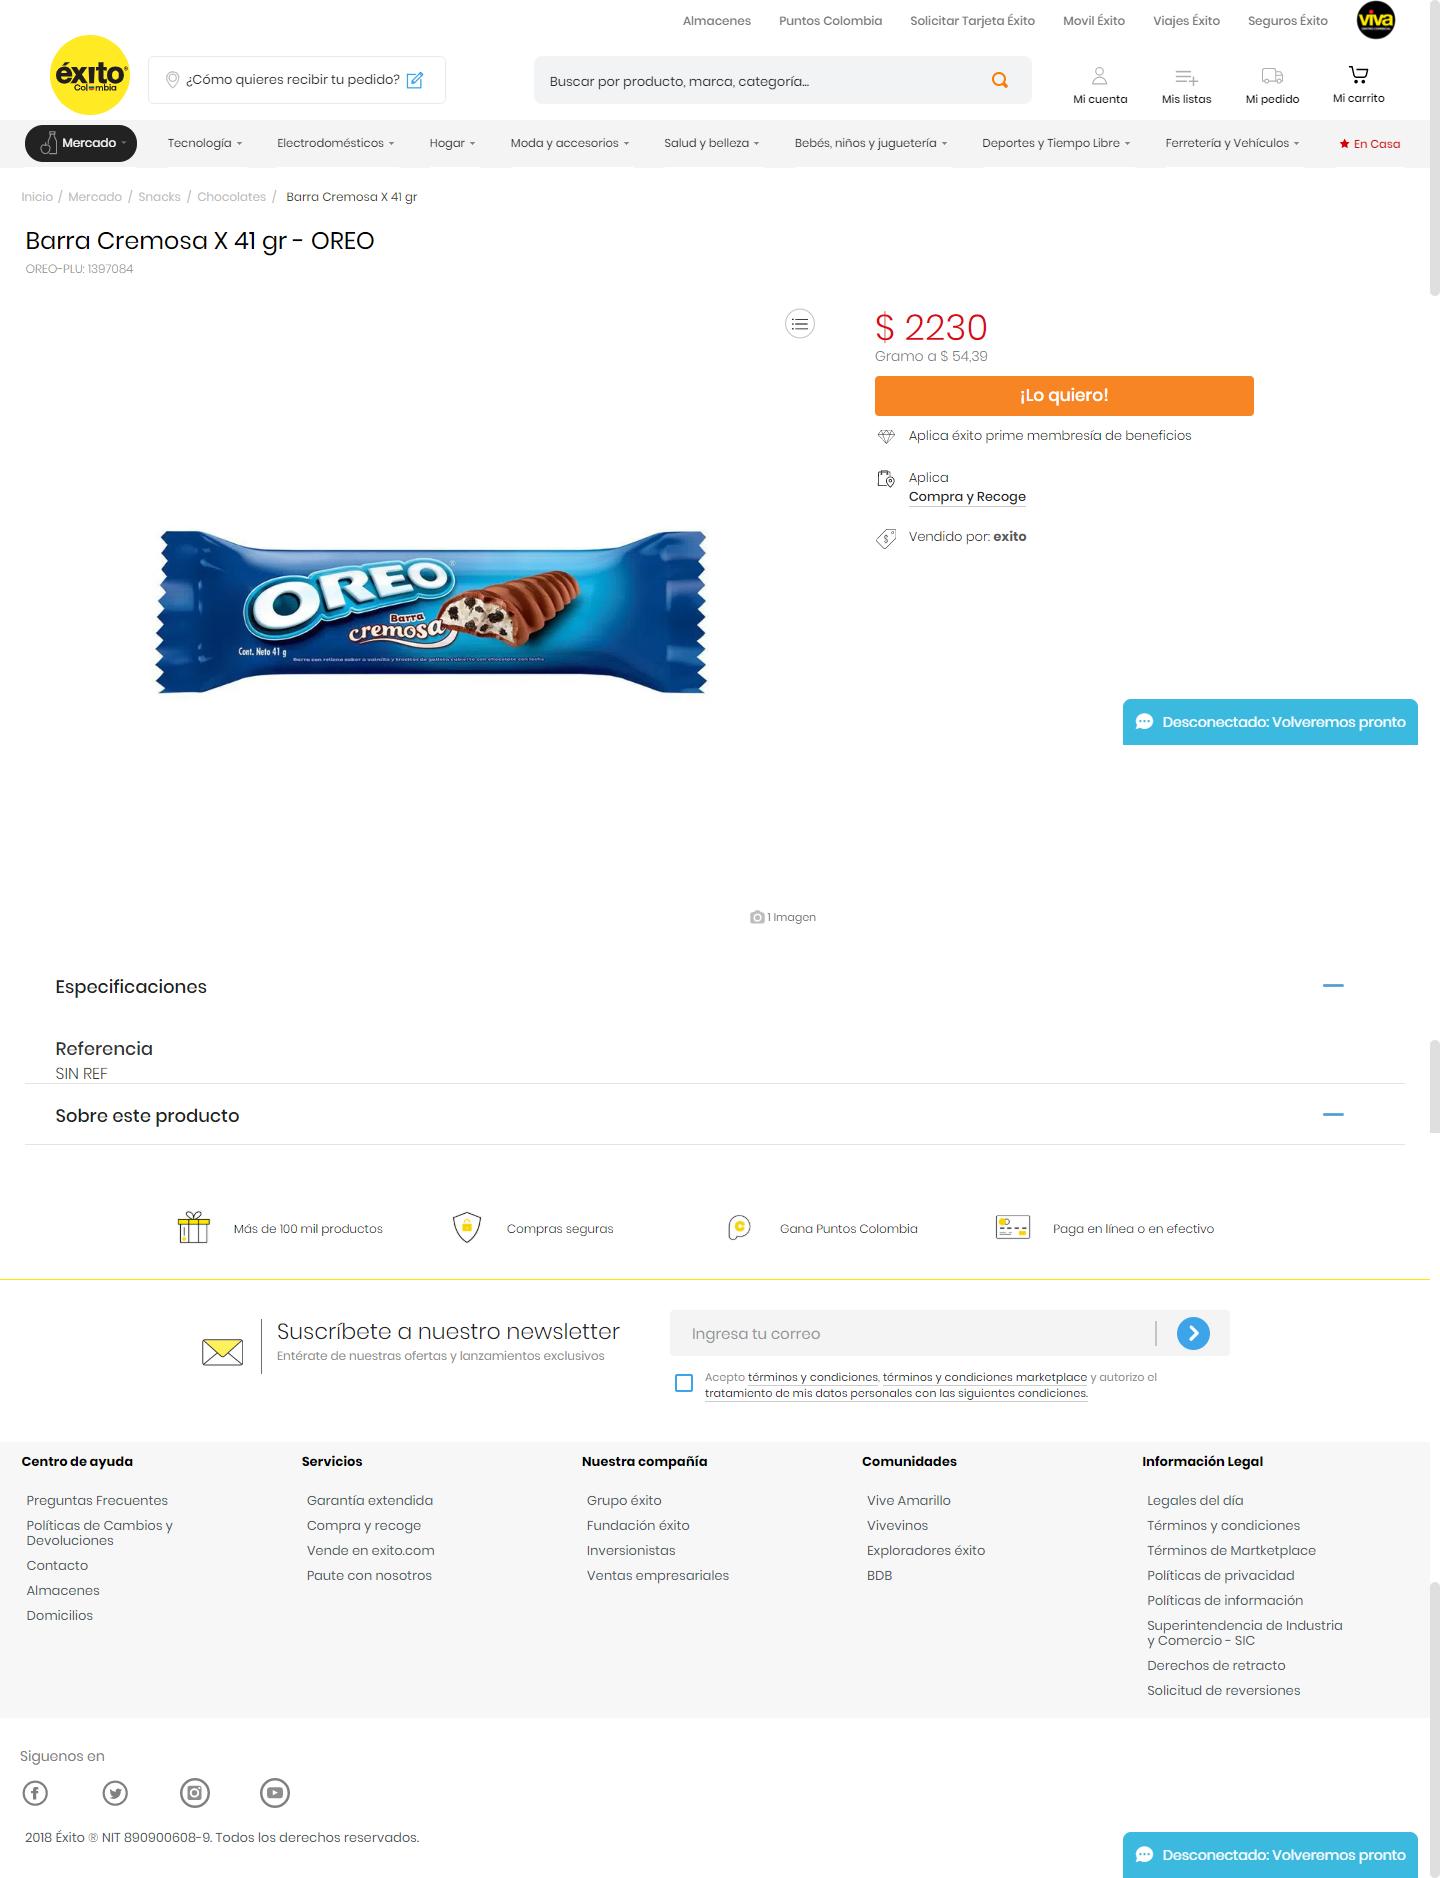 Almacenes
Puntos Colombia
Solicitar Tarjeta Éxito
Movil Éxito
Viajes Éxito
Seguros Éxito
viva
éxito
Colombia
¿Cómo quieres recibir tu pedido?
Buscar por producto, marca, categoría...
Mi cuenta
Mis listas
Mi pedido
Mi carrito
Mercado
Tecnología
Electrodomésticos
Hogar
Moda y accesorios
Salud y belleza
Bebés, niños y juguetería
Deportes y Tiempo Libre
Ferretería y Vehículos
En Casa
Inicio / Mercado / Snacks / Chocolates / Barra Cremosa X 41 gr
Barra Cremosa X 41 gr - OREO
OREO-PLU: 1397084
$ 2230
Gramo a $ 54,39
¡Lo quiero!
Aplica éxito prime membresía de beneficios
Aplica
Compra y Recoge
Vendido por: exito
OREO
Barra
cremosa
Cont. Neto 41 g
Barra con relleno sabor a vainilla y trocitos de galleta cubierto con chocolate con leche
Desconectado: Volveremos pronto
1 Imagen
Especificaciones
Referencia
SIN REF
Sobre este producto
Más de 100 mil productos
Compras seguras
Gana Puntos Colombia
Paga en línea o en efectivo
Suscríbete a nuestro newsletter
Entérate de nuestras ofertas y lanzamientos exclusivos
Ingresa tu correo
Acepto términos y condiciones, términos y condiciones marketplace y autorizo el
tratamiento de mis datos personales con las siguientes condiciones.
Centro de ayuda
Preguntas Frecuentes
Políticas de Cambios y
Devoluciones
Contacto
Almacenes
Domicilios
Servicios
Garantía extendida
Compra y recoge
Vende en exito.com
Paute con nosotros
Nuestra compañía
Grupo éxito
Fundación éxito
Inversionistas
Ventas empresariales
Comunidades
Vive Amarillo
Vivevinos
Exploradores éxito
BDB
Información Legal
Legales del día
Términos y condiciones
Términos de Martketplace
Políticas de privacidad
Políticas de información
Superintendencia de Industria
y Comercio - SIC
Derechos de retracto
Solicitud de reversiones
Siguenos en
2018 Éxito ® NIT 890900608-9. Todos los derechos reservados.
Desconectado: Volveremos pronto